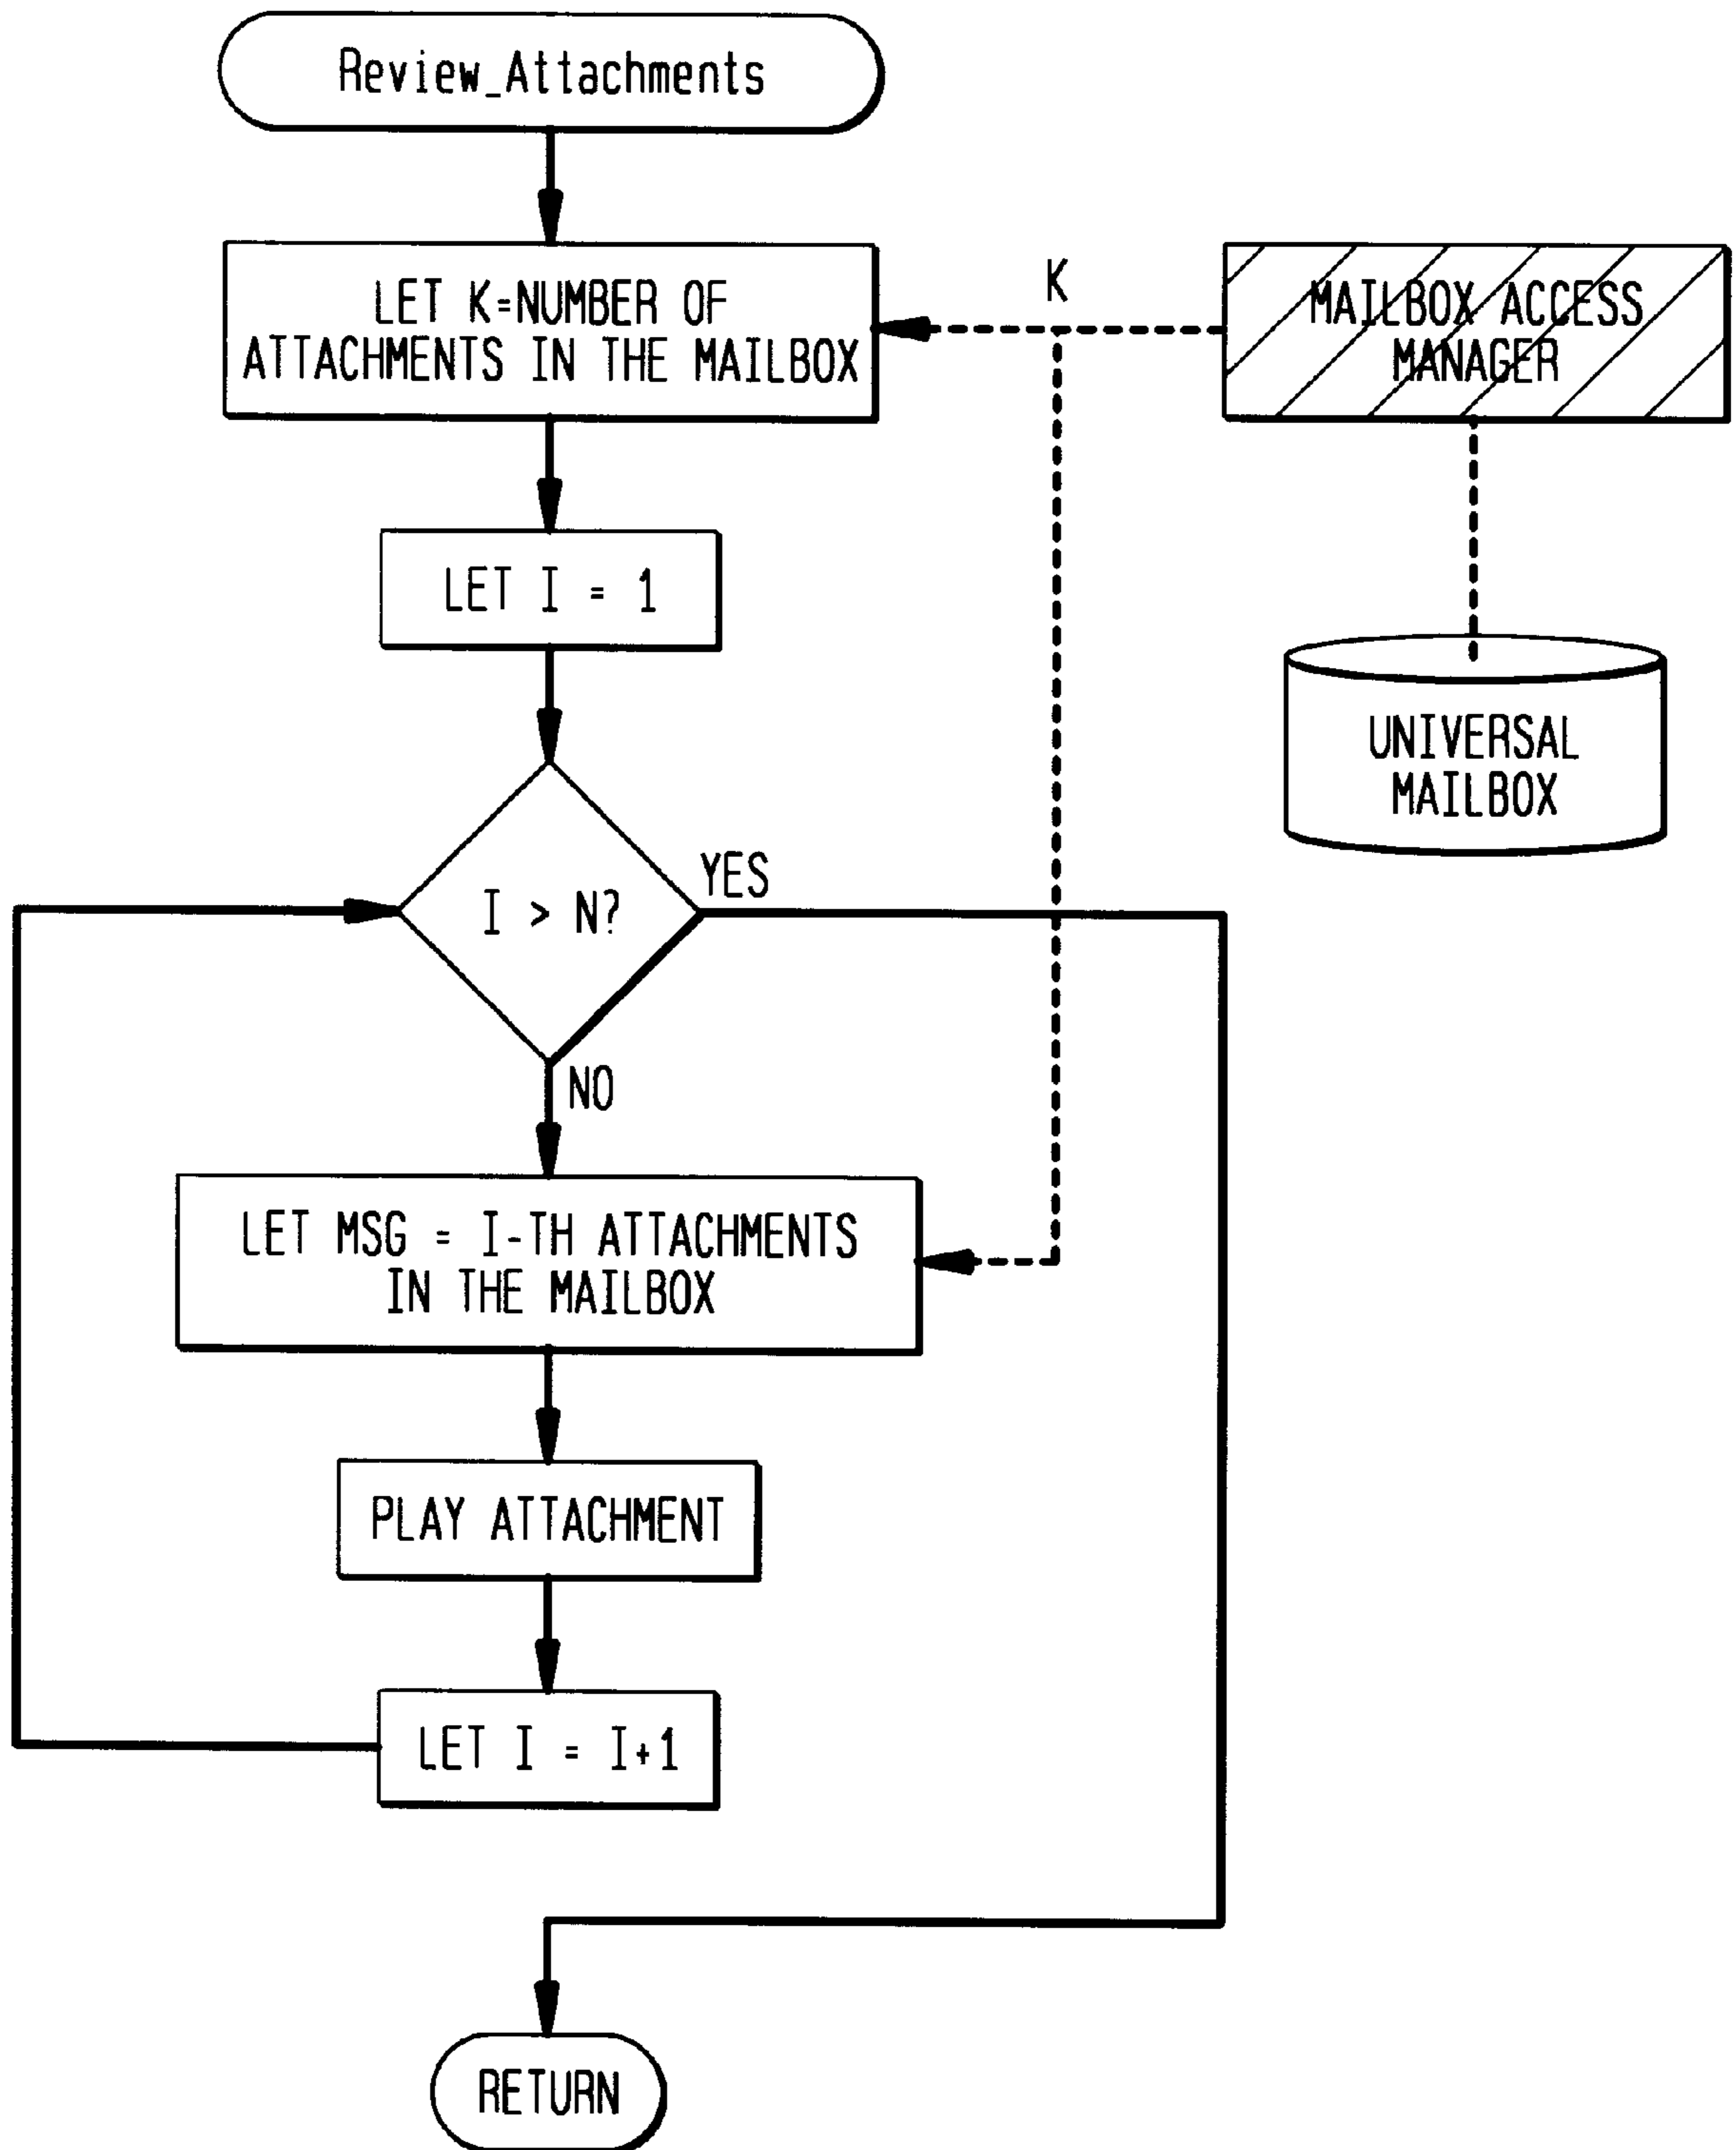 Review_Attachments
LET K=NUMBER OF
ATTACHMENTS IN THE MAILBOX
K
MAILBOX ACCESS
MANAGER
LET I = 1
UNIVERSAL
MAILBOX
I > N?
YES
NO
LET MSG = I-TH ATTACHMENTS
IN THE MAILBOX
PLAY ATTACHMENT
LET I = I+1
RETURN